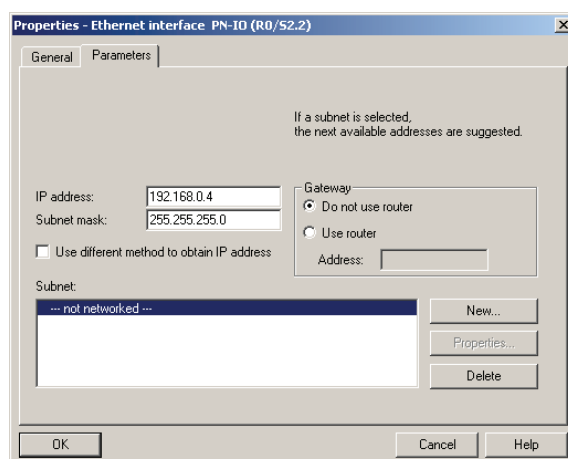 Properties - Ethernet interface PN-IO (R0/S2.2)
General
Parameters
If a subnet is selected,
the next available addresses are suggested.
IP address:
192.168.0.4
Subnet mask:
255.255.255.0
Use different method to obtain IP address
Gateway
Do not use router
Use router
Address:
Subnet:
--- not networked ---
New...
Properties...
Delete
OK
Cancel
Help